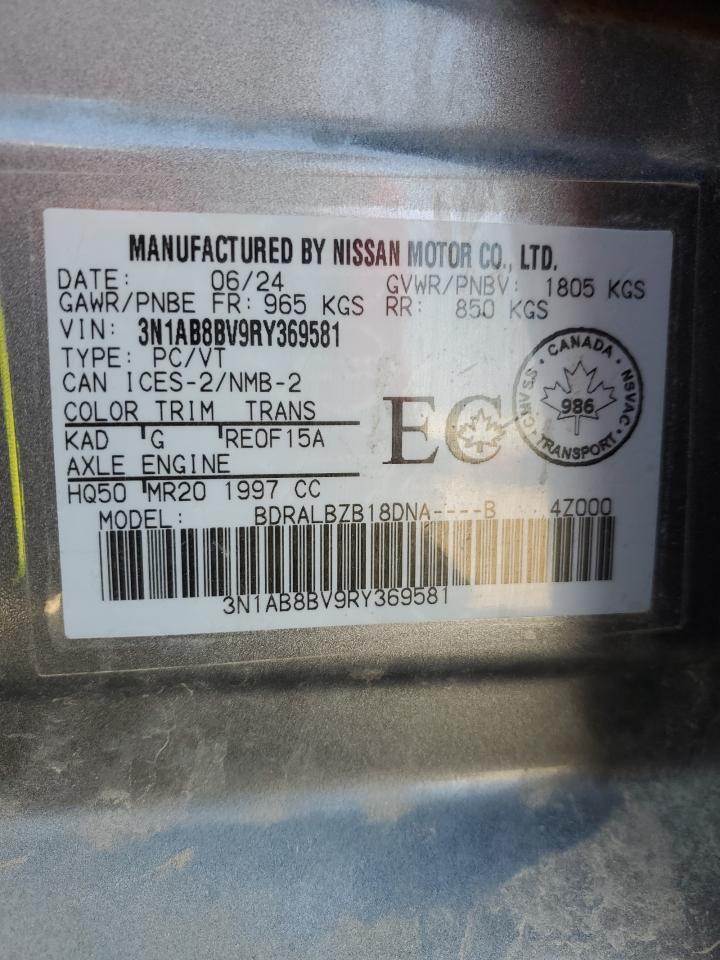 MANUFACTURED BY NISSAN MOTOR CO., LTD.
DATE: 06/24 GVWR/PNBV: 1805 KGS
GAWR/PNBE FR: 965 KGS RR: 850 KGS
VIN: 3N1AB8BV9RY369581
TYPE: PC/VT
CAN ICES-2/NMB-2
COLOR TRIM TRANS
KAD G RE0F15A
AXLE ENGINE
HQ50 MR20 1997 CC
EC
CANADA · NSVAC · TRANSPORT · C.M.V.S.S. ·
986
MODEL: BDRALBZB18DNA----B 4Z000
3N1AB8BV9RY369581